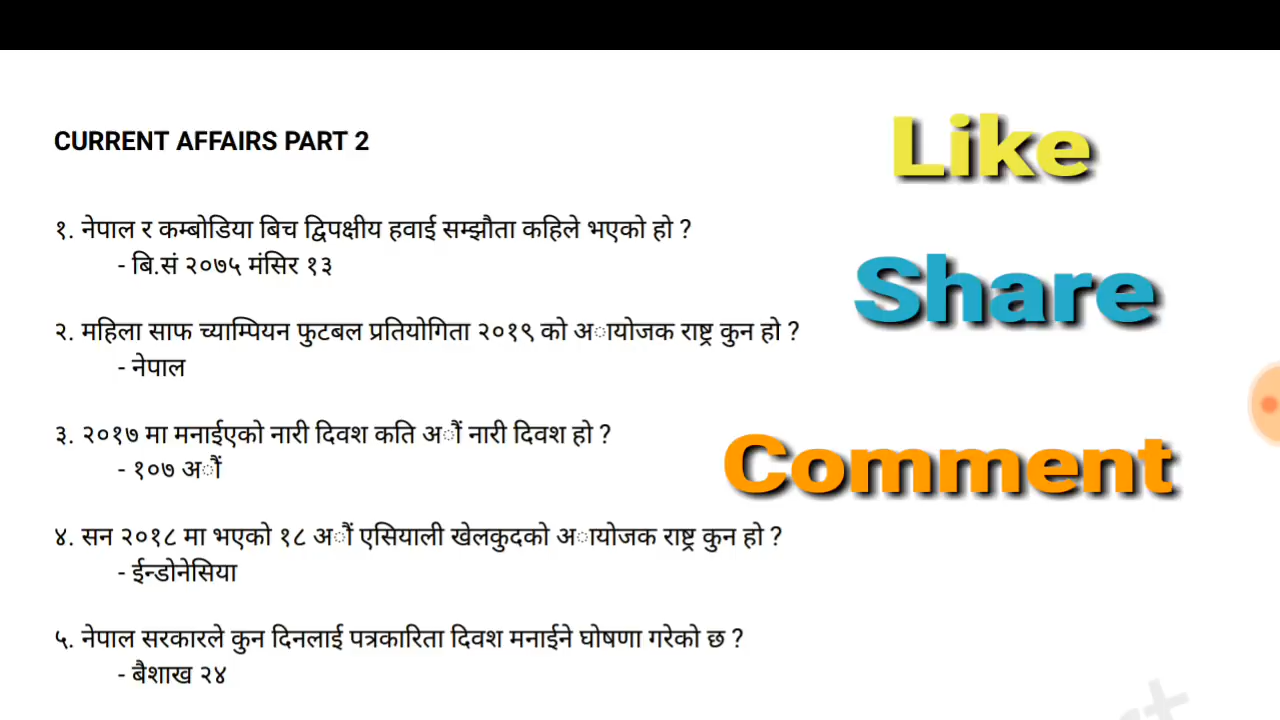 CURRENT AFFAIRS PART 2
Like
१. नेपाल र कम्बोडिया बिच द्विपक्षीय हवाई सम्झौता कहिले भएको हो ?
- बि.सं २०७५ मंसिर १३
Share
२. महिला साफ च्याम्पियन फुटबल प्रतियोगिता २०१९ को अायोजक राष्ट्र कुन हो ?
- नेपाल
३. २०१७ मा मनाईएको नारी दिवश कति अौं नारी दिवश हो ?
- १०७ अौं
Comment
४. सन २०१८ मा भएको १८ अौं एसियाली खेलकुदको अायोजक राष्ट्र कुन हो ?
- ईन्डोनेसिया
५. नेपाल सरकारले कुन दिनलाई पत्रकारिता दिवश मनाईने घोषणा गरेको छ ?
- बैशाख २४